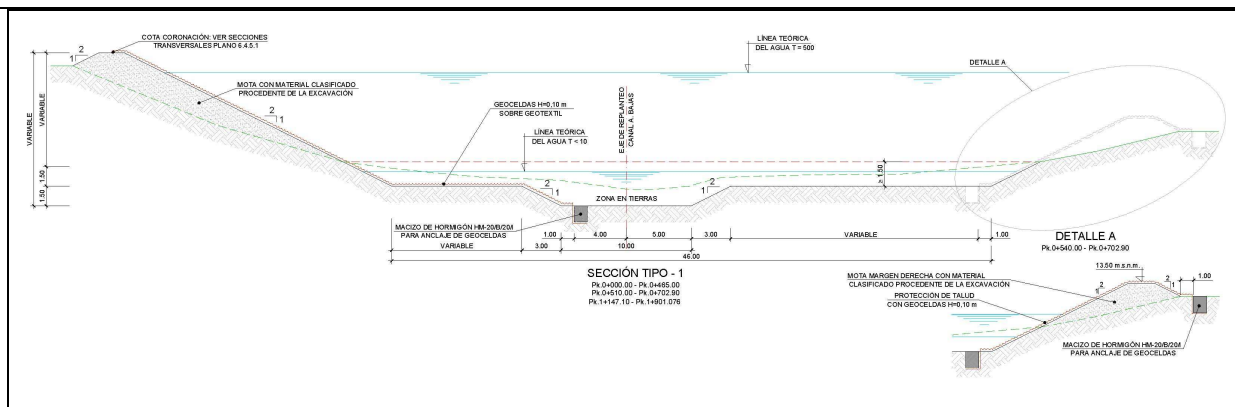 COTA CORONACIÓN: VER SECCIONES
TRANSVERSALES PLANO 6.4.5.1
2
1
MOTA CON MATERIAL CLASIFICADO
PROCEDENTE DE LA EXCAVACIÓN
2
1
GEOCELDAS H=0,10 m
SOBRE GEOTEXTIL
LÍNEA TEÓRICA
DEL AGUA T < 10
EJE DE REPLANTEO
CANAL A. BAJAS
LÍNEA TEÓRICA
DEL AGUA T = 500
DETALLE A
VARIABLE
VARIABLE
1.50
1.50
2
1
ZONA EN TIERRAS
2
1
1.50
MACIZO DE HORMIGÓN HM-20/B/20/I
PARA ANCLAJE DE GEOCELDAS
1.00
4.00
5.00
3.00
VARIABLE
1.00
VARIABLE
3.00
10.00
46.00
SECCIÓN TIPO - 1
Pk.0+000.00 - Pk.0+465.00
Pk.0+510.00 - Pk.0+702.90
Pk.1+147.10 - Pk.1+901.076
DETALLE A
Pk.0+540.00 - Pk.0+702.90
13.50 m.s.n.m.
MOTA MARGEN DERECHA CON MATERIAL
CLASIFICADO PROCEDENTE DE LA EXCAVACIÓN
2
1
2
1
1.00
PROTECCIÓN DE TALUD
CON GEOCELDAS H=0,10 m
MACIZO DE HORMIGÓN HM-20/B/20/I
PARA ANCLAJE DE GEOCELDAS